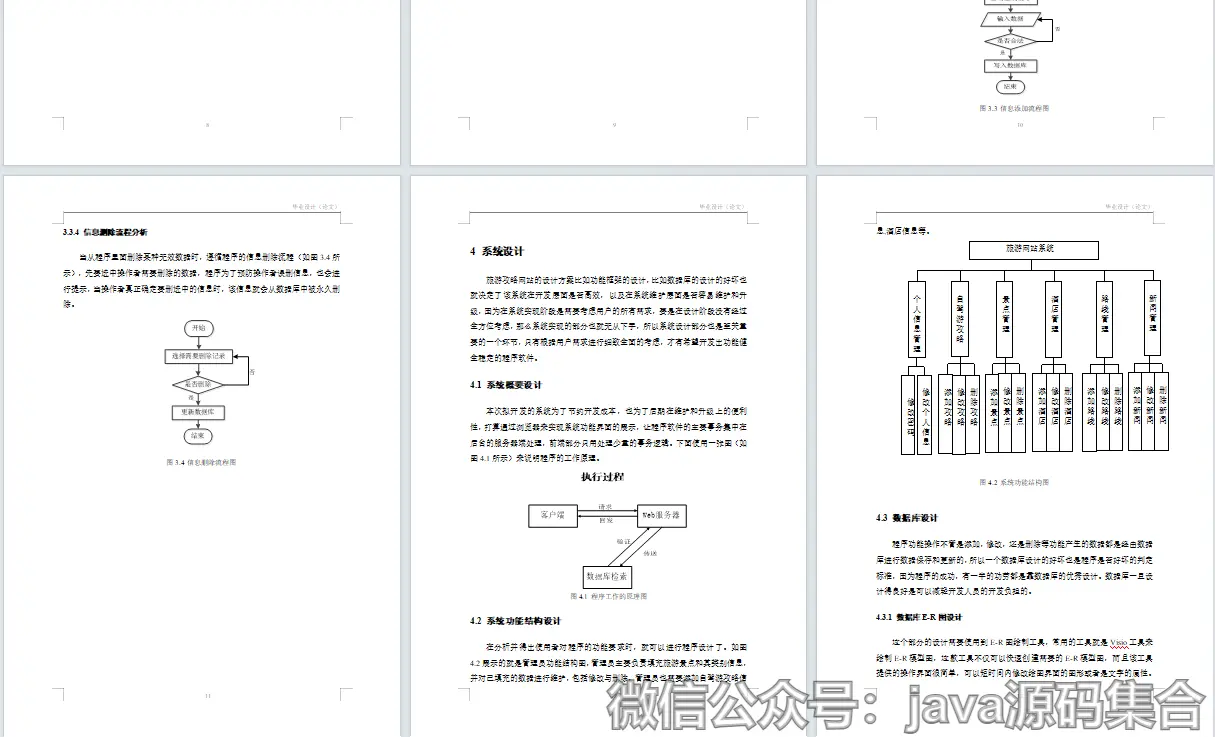 8
9
输入数据
是否合法
否
是
写入数据库
结束
图 3.3 信息添加流程图
10
毕业设计（论文）
3.3.4 信息删除流程分析
当从程序里面删除某种无效数据时，遵循程序的信息删除流程（如图 3.4 所
示），先要选中操作者需要删除的数据，程序为了预防操作者误删信息，也会进
行提示，当操作者真正确定要删选中的信息时，该信息就会从数据库中被永久删
除。
开始
选择需要删除记录
是否删除
否
是
更新数据库
结束
图 3.4 信息删除流程图
11
毕业设计（论文）
4 系统设计
旅游攻略网站的设计方案比如功能框架的设计，比如数据库的设计的好坏也
就决定了该系统在开发层面是否高效，以及在系统维护层面是否容易维护和升
级，因为在系统实现阶段是需要考虑用户的所有需求，要是在设计阶段没有经过
全方位考虑，那么系统实现的部分也就无从下手，所以系统设计部分也是至关重
要的一个环节，只有根据用户需求进行细致全面的考虑，才有希望开发出功能健
全稳定的程序软件。
4.1 系统概要设计
本次拟开发的系统为了节约开发成本，也为了后期在维护和升级上的便利
性，打算通过浏览器来实现系统功能界面的展示，让程序软件的主要事务集中在
后台的服务器端处理，前端部分只用处理少量的事务逻辑。下面使用一张图（如
图 4.1 所示）来说明程序的工作原理。
执行过程
客户端
请求
回发
Web服务器
验证
传送
数据库检索
图 4.1 程序工作的原理图
4.2 系统功能结构设计
在分析并得出使用者对程序的功能要求时，就可以进行程序设计了。如图
4.2 展示的就是管理员功能结构图，管理员主要负责填充旅游景点和其类别信息，
并对已填充的数据进行维护，包括修改与删除，管理员也需要添加自驾游攻略信
毕业设计（论文）
息,酒店信息等。
旅游网站系统
个人信息管理
自驾游攻略
景点管理
酒店管理
路线管理
新闻管理
修改密码
修改个人信息
添加攻略
修改攻略
删除攻略
添加景点
修改景点
删除景点
添加酒店
修改酒店
删除酒店
添加路线
修改路线
删除路线
添加新闻
修改新闻
删除新闻
图 4.2 系统功能结构图
4.3 数据库设计
程序功能操作不管是添加，修改，还是删除等功能产生的数据都是经由数据
库进行数据保存和更新的，所以一个数据库设计的好坏也是程序是否好坏的判定
标准，因为程序的成功，有一半的功劳都是靠数据库的优秀设计。数据库一旦设
计得良好是可以减轻开发人员的开发负担的。
4.3.1 数据库 E-R 图设计
这个部分的设计需要使用到 E-R 图绘制工具，常用的工具就是 Visio 工具来
绘制 E-R 模型图，这款工具不仅可以快速创建需要的 E-R 模型图，而且该工具
提供的操作界面很简单，可以短时间内修改绘图界面的图形或者是文字的属性。
微信公众号：java源码集合